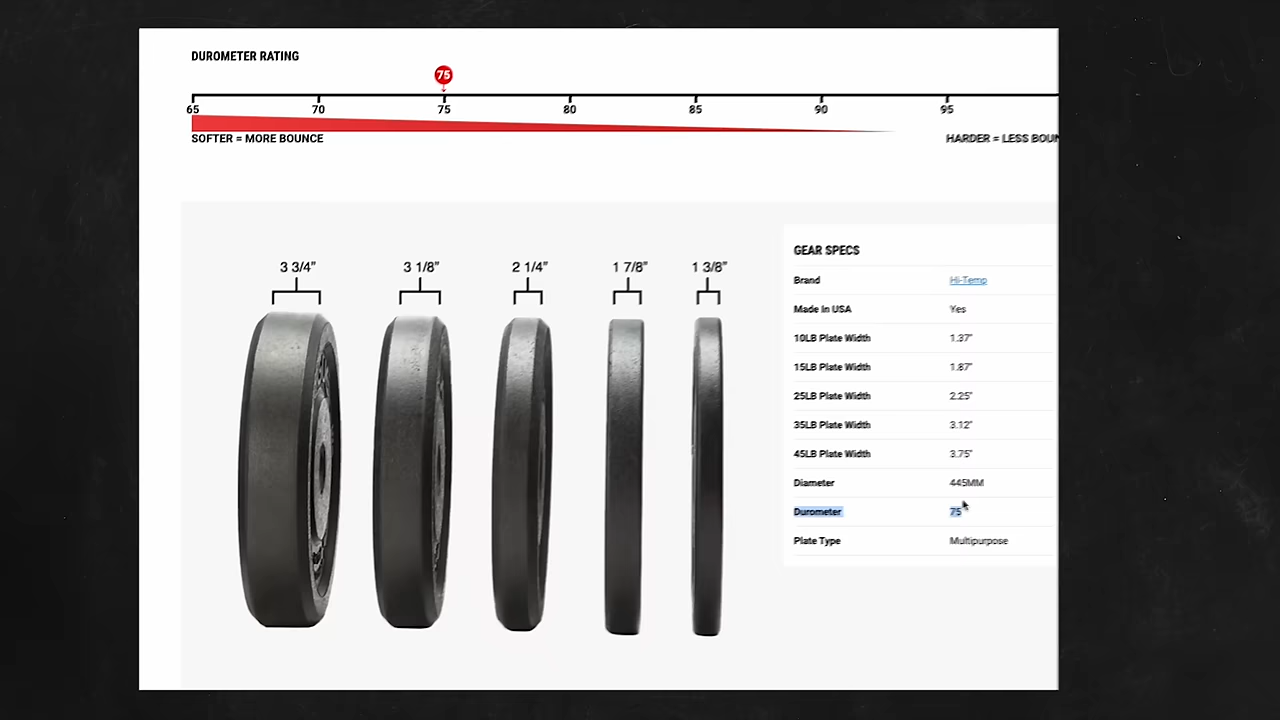 DUROMETER RATING
75
65 70 75 80 85 90 95
SOFTER = MORE BOUNCE HARDER = LESS BOUN
3 3/4” 3 1/8” 2 1/4” 1 7/8” 1 3/8”
GEAR SPECS
Brand Hi-Temp
Made In USA Yes
10LB Plate Width 1.37"
15LB Plate Width 1.87"
25LB Plate Width 2.25"
35LB Plate Width 3.12"
45LB Plate Width 3.75"
Diameter 445MM
Durometer 75
Plate Type Multipurpose